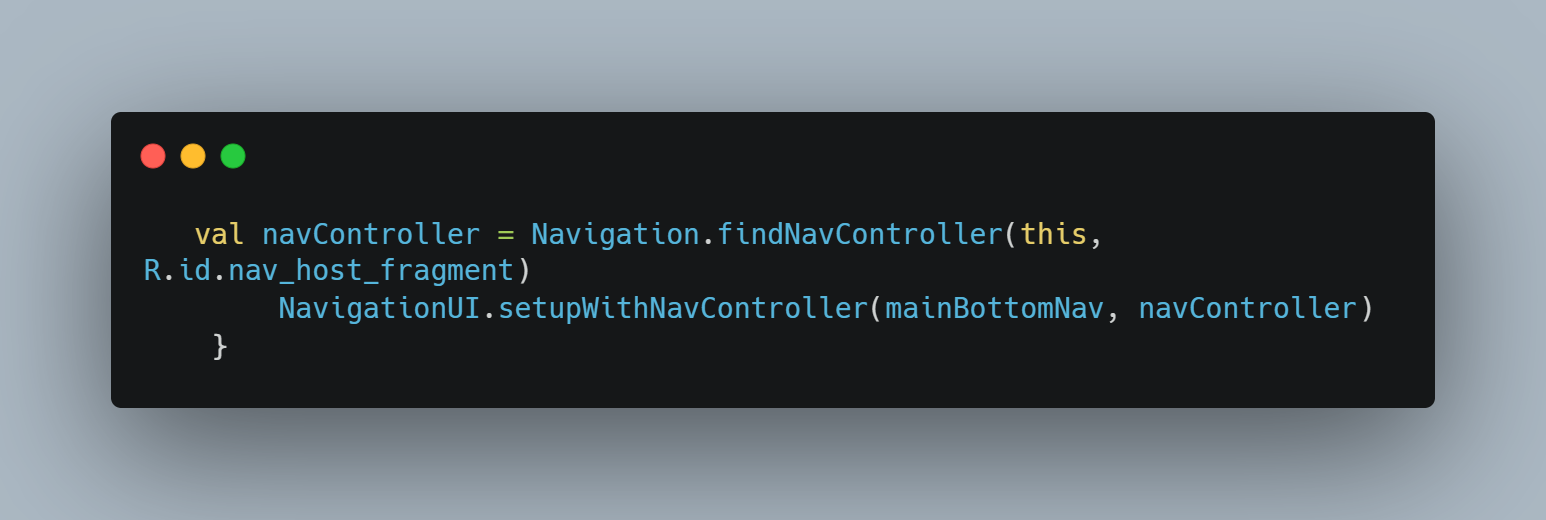 val navController = Navigation.findNavController(this,
R.id.nav_host_fragment)
NavigationUI.setupWithNavController(mainBottomNav, navController)
}